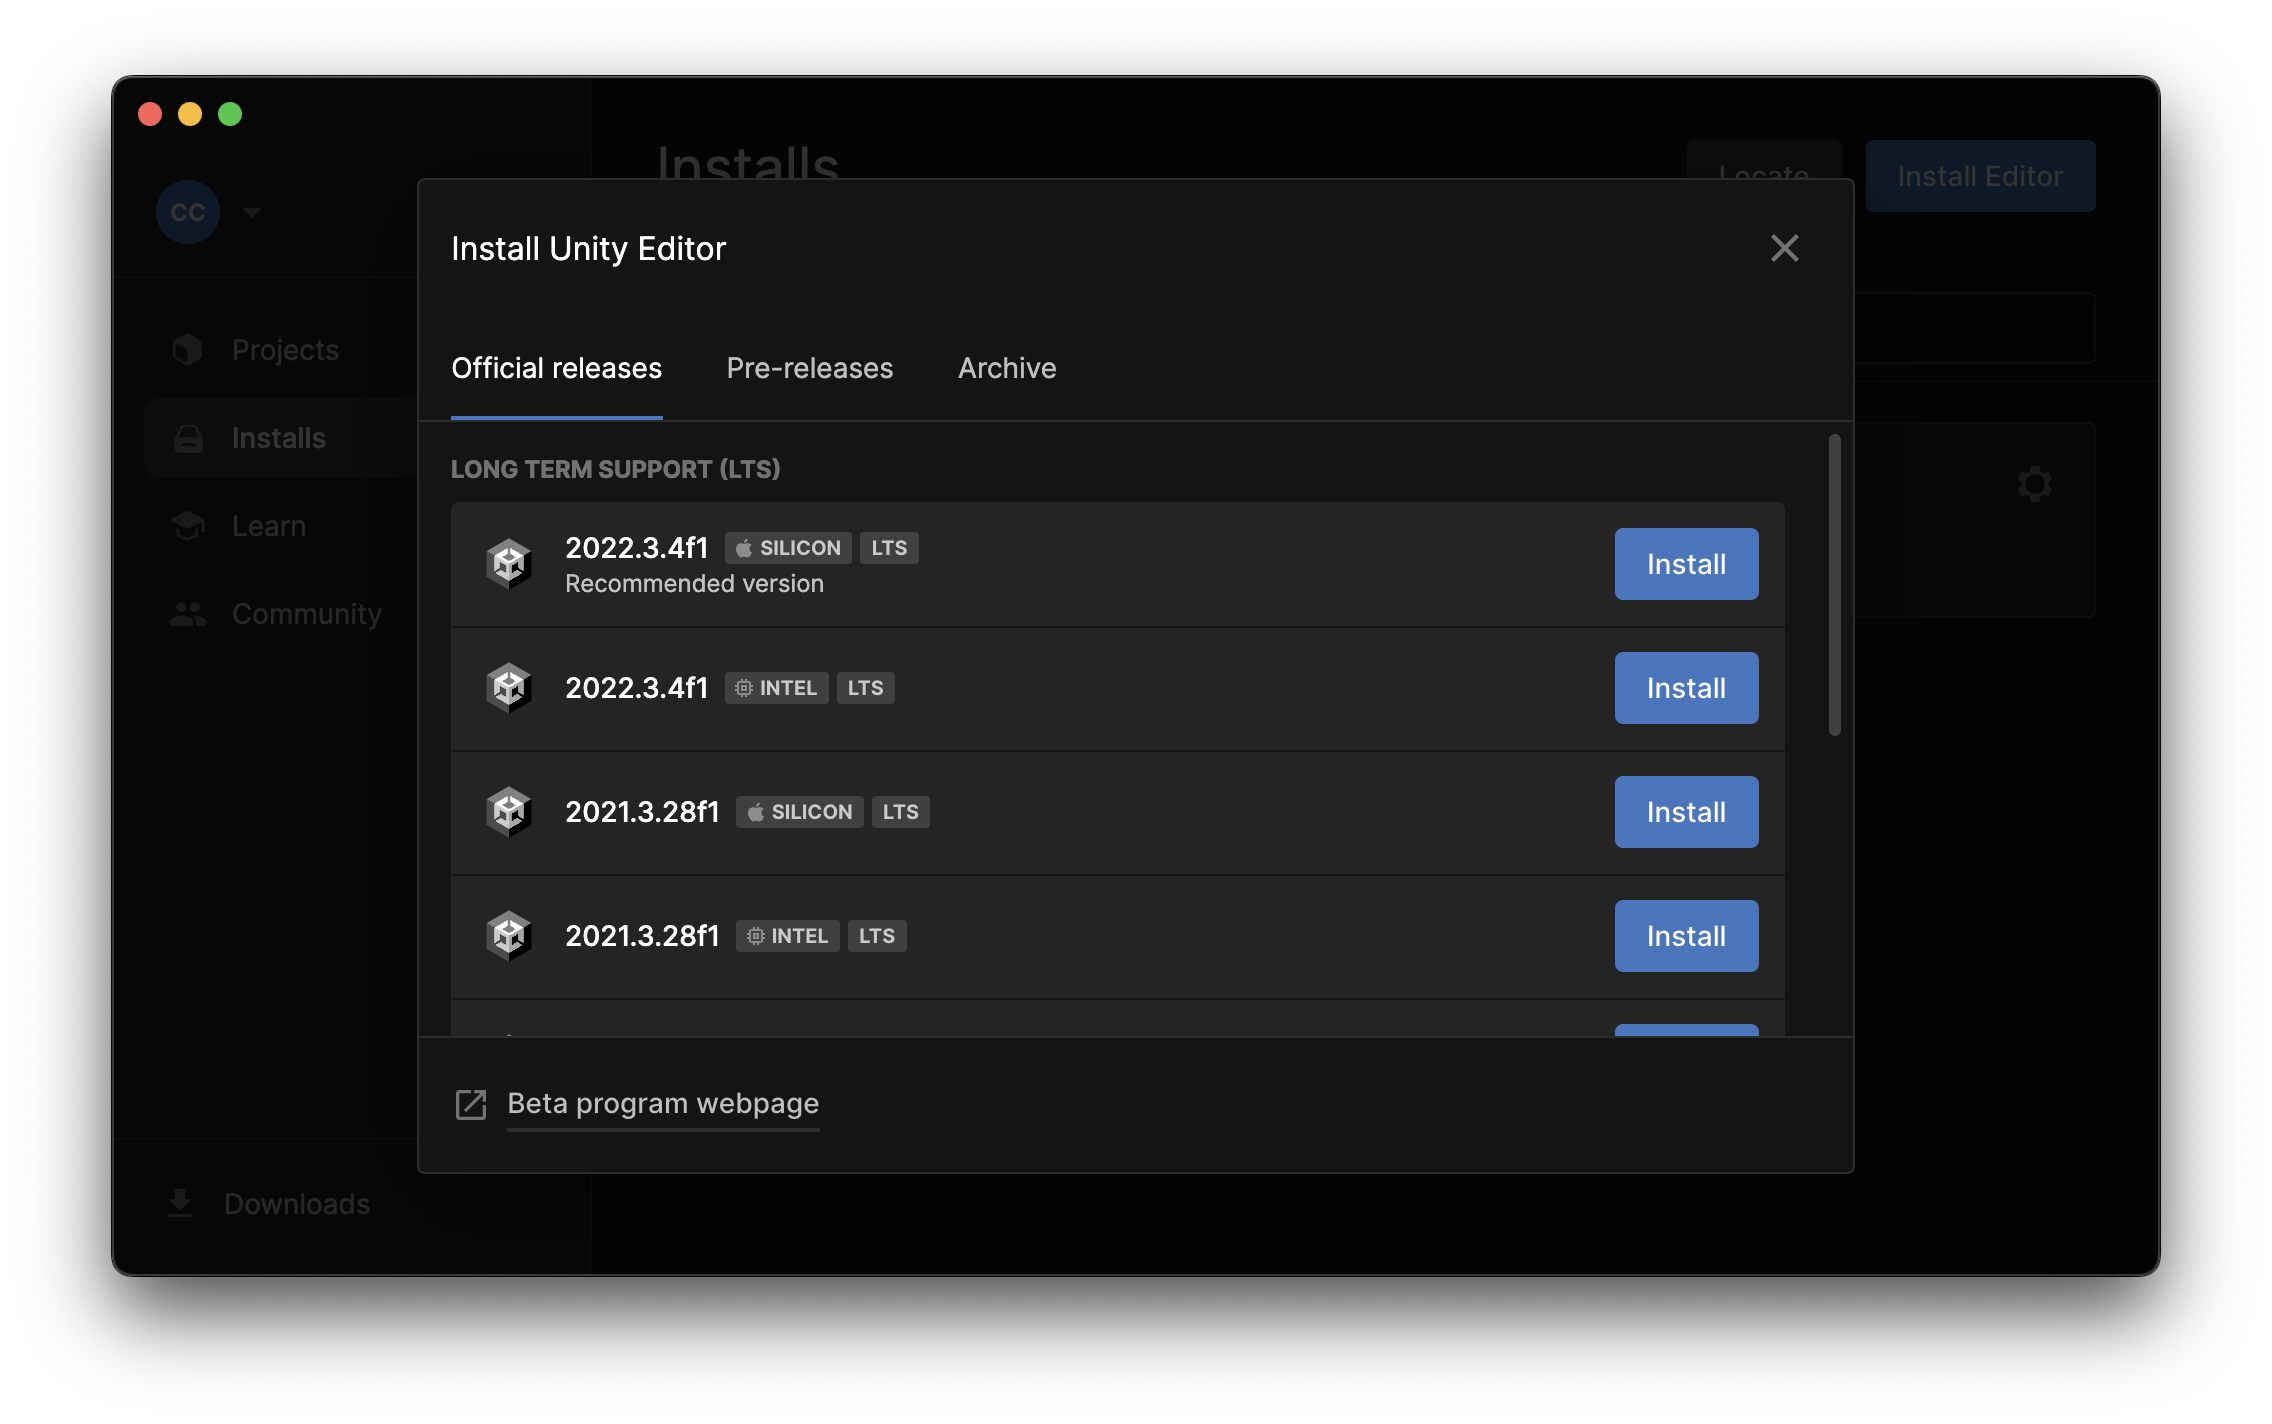 Installs
Locate
Install Editor
CC
Install Unity Editor
Projects
Installs
Learn
Community
Official releases
Pre-releases
Archive
LONG TERM SUPPORT (LTS)
2022.3.4f1 SILICON LTS
Recommended version
Install
2022.3.4f1 INTEL LTS
Install
2021.3.28f1 SILICON LTS
Install
2021.3.28f1 INTEL LTS
Install
Beta program webpage
Downloads